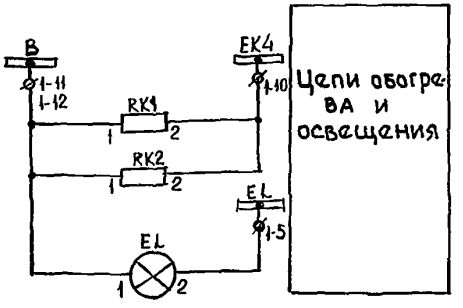 B
EK4
1-11
1-12
1-10
Цепи обогре-
ва и
освещения
RK1
1 2
RK2
1 2
EL
1-5
EL
1 2